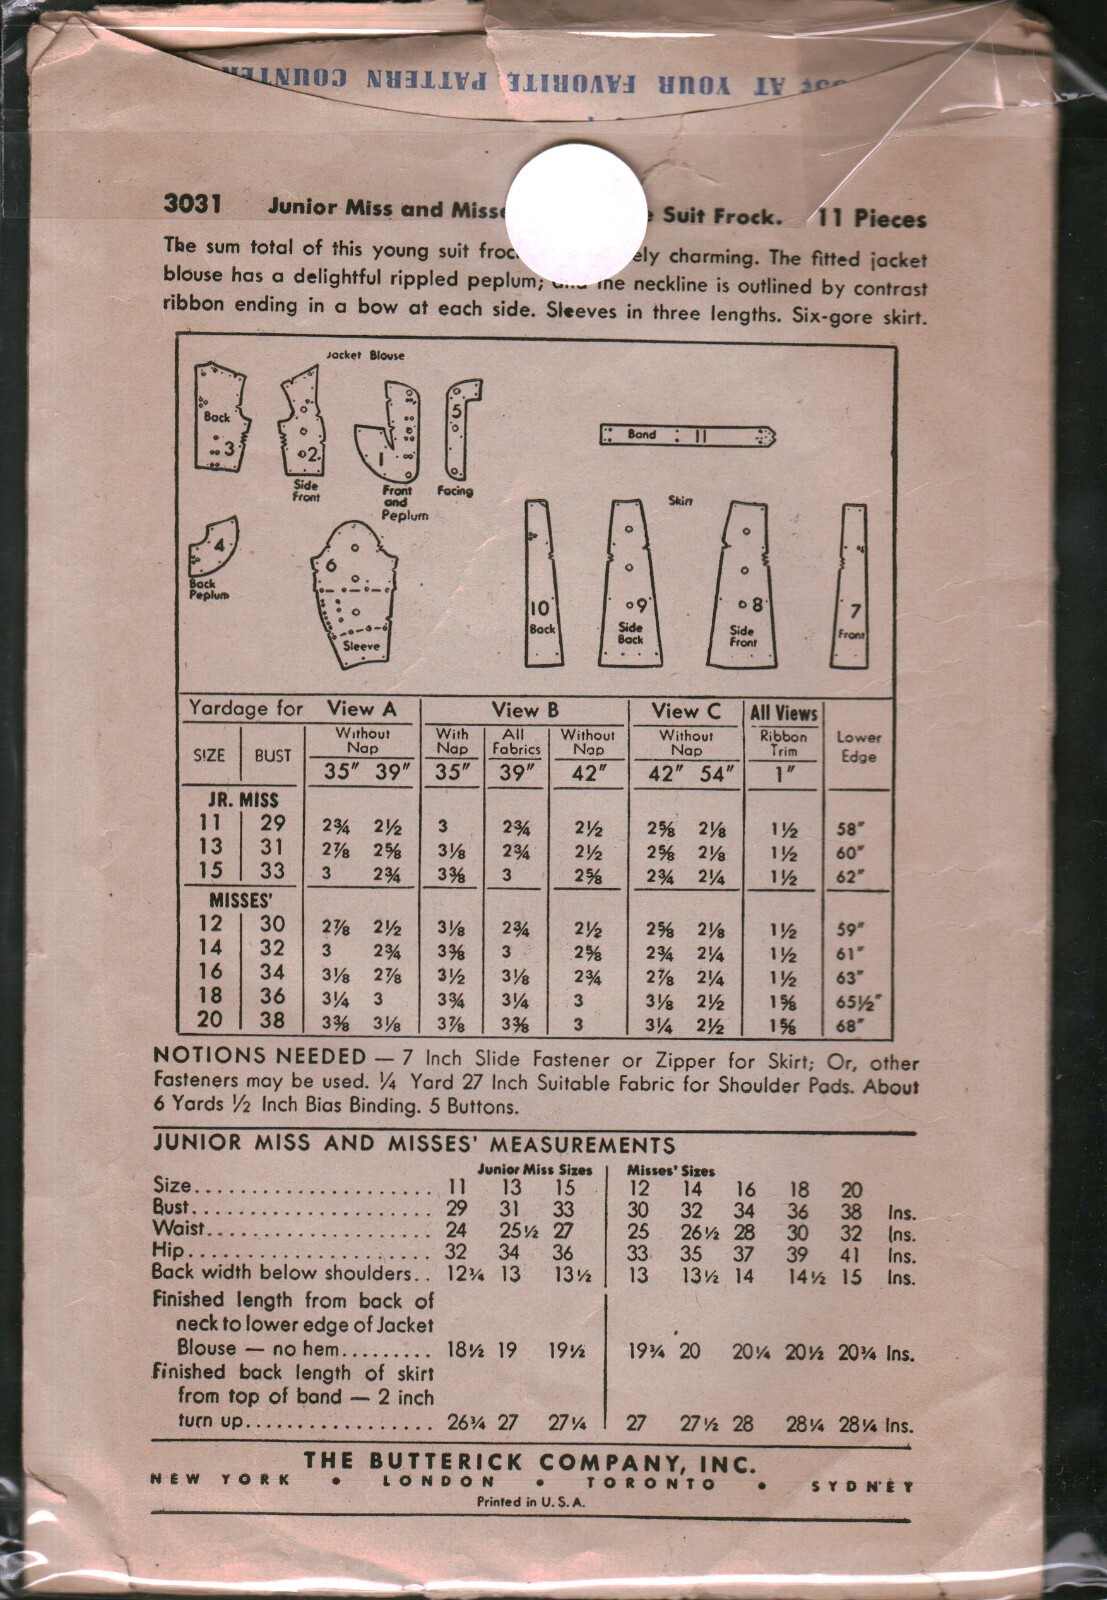 AT YOUR FAVORITE PATTERN COUNTER
3031 Junior Miss and Suit Frock. 11 Pieces
The sum total of this young suit charming. The fitted jacket
blouse has a delightful rippled peplum; the neckline is outlined by contrast
ribbon ending in a bow at each side. Sleeves in three lengths. Six-gore skirt.
Jacket Blouse
Back
3
2
Side
Front
1
Front
and
Peplum
5
Facing
Band 11
4
Back
Peplum
6
Sleeve
Skirt
10
Back
9
Side
Back
8
Side
Front
7
Front
Yardage for View A View B View C All Views
SIZE BUST Without Nap With Nap All Fabrics Without Nap Without Nap Ribbon Trim Lower Edge
35" 39" 35" 39" 42" 42" 54" 1"
JR. MISS
11 29 2¾ 2½ 3 2¾ 2½ 2⅝ 2⅛ 1½ 58"
13 31 2⅞ 2⅝ 3⅛ 2¾ 2½ 2⅝ 2⅛ 1½ 60"
15 33 3 2¾ 3⅜ 3 2⅝ 2¾ 2¼ 1½ 62"
MISSES'
12 30 2⅞ 2½ 3⅛ 2¾ 2½ 2⅝ 2⅛ 1½ 59"
14 32 3 2¾ 3⅜ 3 2⅝ 2¾ 2¼ 1½ 61"
16 34 3⅛ 2⅞ 3½ 3⅛ 2¾ 2⅞ 2¼ 1½ 63"
18 36 3¼ 3 3¾ 3¼ 3 3⅛ 2½ 1⅝ 65½"
20 38 3⅜ 3⅛ 3⅞ 3⅜ 3 3¼ 2½ 1⅝ 68"
NOTIONS NEEDED — 7 Inch Slide Fastener or Zipper for Skirt; Or, other
Fasteners may be used. ¼ Yard 27 Inch Suitable Fabric for Shoulder Pads. About
6 Yards ½ Inch Bias Binding. 5 Buttons.
JUNIOR MISS AND MISSES' MEASUREMENTS
Junior Miss Sizes Misses' Sizes
Size........................ 11 13 15 12 14 16 18 20
Bust........................ 29 31 33 30 32 34 36 38 Ins.
Waist....................... 24 25½ 27 25 26½ 28 30 32 Ins.
Hip......................... 32 34 36 33 35 37 39 41 Ins.
Back width below shoulders.. 12¾ 13 13½ 13 13½ 14 14½ 15 Ins.
Finished length from back of
neck to lower edge of Jacket
Blouse — no hem......... 18½ 19 19½ 19¾ 20 20¼ 20½ 20¾ Ins.
Finished back length of skirt
from top of band — 2 inch
turn up................... 26¾ 27 27¼ 27 27½ 28 28¼ 28¼ Ins.
THE BUTTERICK COMPANY, INC.
NEW YORK • LONDON • TORONTO • SYDNEY
Printed in U. S. A.